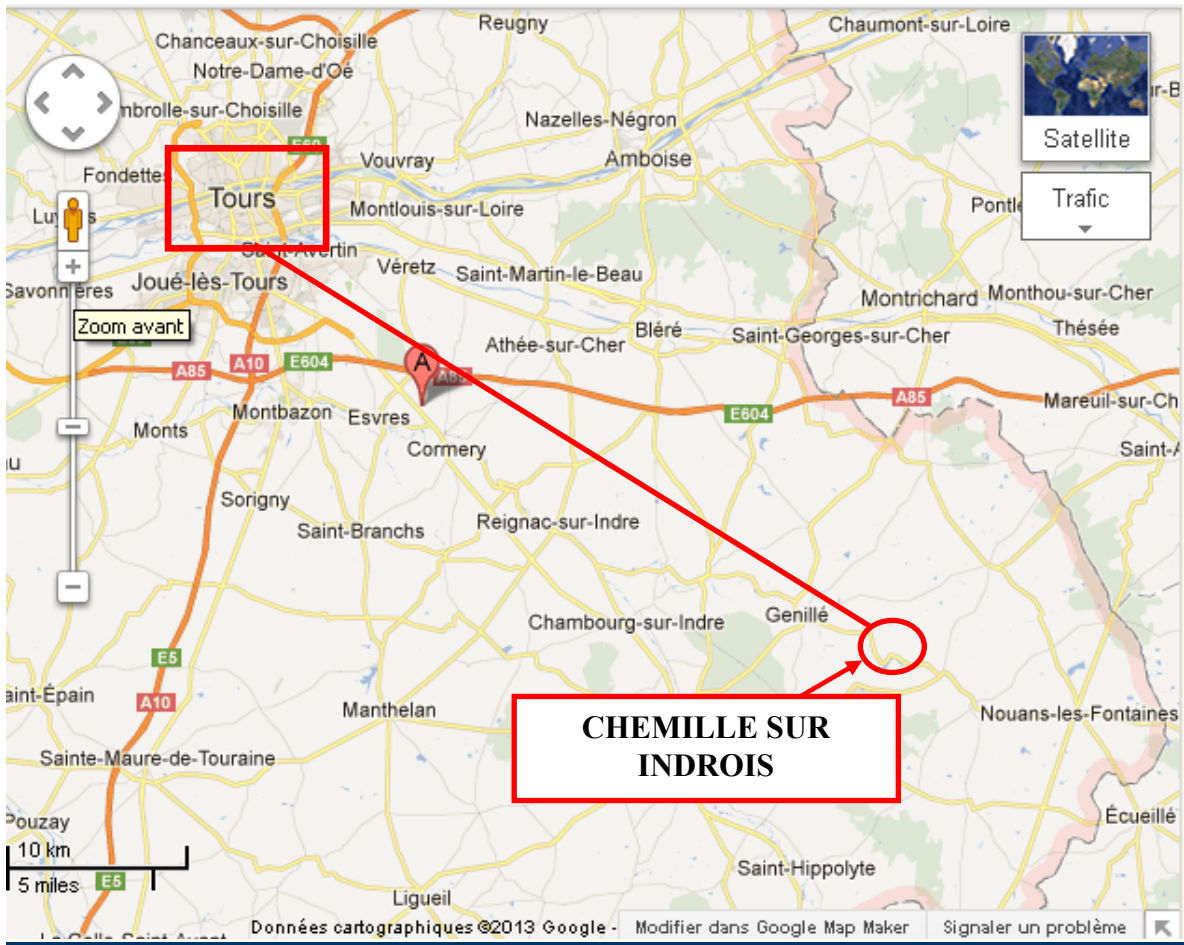 Reugny
Chaumont-sur-Loire
Chanceaux-sur-Choisille
Notre-Dame-d'Oé
Satellite
mbrolle-sur-Choisille
Nazelles-Négron
E60
Vouvray
Amboise
Fondettes
Tours
Trafic
Montlouis-sur-Loire
Saint-Avertin
Véretz
Saint-Martin-le-Beau
Joué-lès-Tours
Montrichard
Monthou-sur-Cher
Zoom avant
Bléré
Saint-Georges-sur-Cher
Thésée
Athée-sur-Cher
A
A85
A10
E604
A85
A85
Mareuil-sur-Ch
Montbazon
Esvres
E604
Monts
Cormery
Sorigny
Saint-Branchs
Reignac-sur-Indre
Chambourg-sur-Indre
Genillé
E5
aint-Épain
A10
Manthelan
CHEMILLE SUR
INDROIS
Nouans-les-Fontaines
Sainte-Maure-de-Touraine
Pouzay
Écueillé
10 km
5 miles
E5
Saint-Hippolyte
Ligueil
Données cartographiques ©2013 Google -
Modifier dans Google Map Maker
Signaler un problème